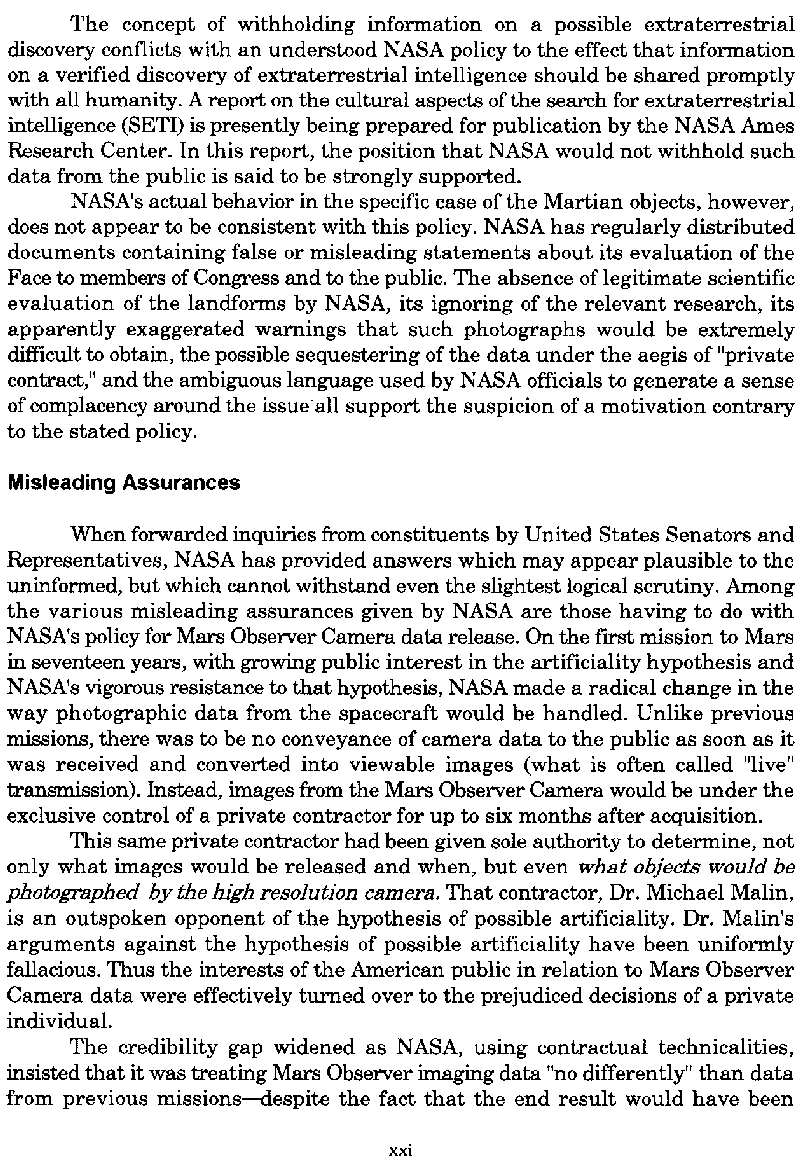 The concept of withholding information on a possible extraterrestrial
discovery conflicts with an understood NASA policy to the effect that information
on a verified discovery of extraterrestrial intelligence should be shared promptly
with all humanity. A report on the cultural aspects of the search for extraterrestrial
intelligence (SETI) is presently being prepared for publication by the NASA Ames
Research Center. In this report, the position that NASA would not withhold such
data from the public is said to be strongly supported.
NASA's actual behavior in the specific case of the Martian objects, however,
does not appear to be consistent with this policy. NASA has regularly distributed
documents containing false or misleading statements about its evaluation of the
Face to members of Congress and to the public. The absence of legitimate scientific
evaluation of the landforms by NASA, its ignoring of the relevant research, its
apparently exaggerated warnings that such photographs would be extremely
difficult to obtain, the possible sequestering of the data under the aegis of "private
contract," and the ambiguous language used by NASA officials to generate a sense
of complacency around the issue all support the suspicion of a motivation contrary
to the stated policy.
Misleading Assurances
When forwarded inquiries from constituents by United States Senators and
Representatives, NASA has provided answers which may appear plausible to the
uninformed, but which cannot withstand even the slightest logical scrutiny. Among
the various misleading assurances given by NASA are those having to do with
NASA's policy for Mars Observer Camera data release. On the first mission to Mars
in seventeen years, with growing public interest in the artificiality hypothesis and
NASA's vigorous resistance to that hypothesis, NASA made a radical change in the
way photographic data from the spacecraft would be handled. Unlike previous
missions, there was to be no conveyance of camera data to the public as soon as it
was received and converted into viewable images (what is often called "live"
transmission). Instead, images from the Mars Observer Camera would be under the
exclusive control of a private contractor for up to six months after acquisition.
This same private contractor had been given sole authority to determine, not
only what images would be released and when, but even what objects would be
photographed by the high resolution camera. That contractor, Dr. Michael Malin,
is an outspoken opponent of the hypothesis of possible artificiality. Dr. Malin's
arguments against the hypothesis of possible artificiality have been uniformly
fallacious. Thus the interests of the American public in relation to Mars Observer
Camera data were effectively turned over to the prejudiced decisions of a private
individual.
The credibility gap widened as NASA, using contractual technicalities,
insisted that it was treating Mars Observer imaging data "no differently" than data
from previous missions—despite the fact that the end result would have been
xxi